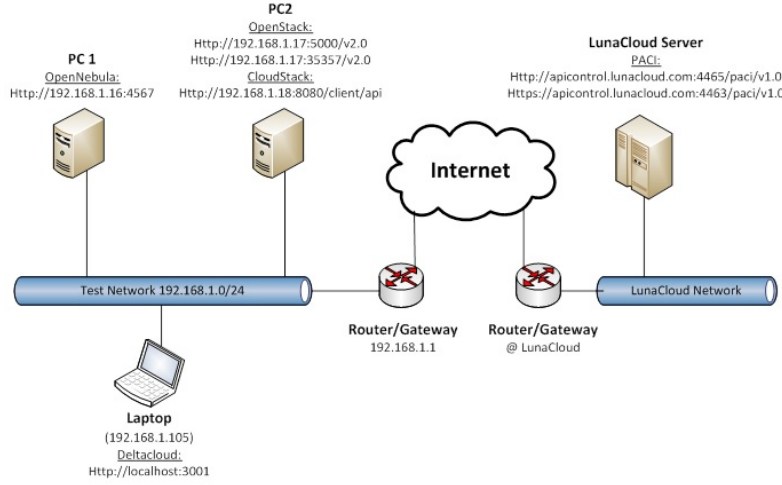 PC 1
OpenNebula:
Http://192.168.1.16:4567
PC2
OpenStack:
Http://192.168.1.17:5000/v2.0
Http://192.168.1.17:35357/v2.0
CloudStack:
Http://192.168.1.18:8080/client/api
LunaCloud Server
PACI:
Http://apicontrol.lunacloud.com:4465/paci/v1.0
Https://apicontrol.lunacloud.com:4463/paci/v1.0
Internet
Test Network 192.168.1.0/24
LunaCloud Network
Router/Gateway
192.168.1.1
Router/Gateway
@ LunaCloud
Laptop
(192.168.1.105)
Deltacloud:
Http://localhost:3001